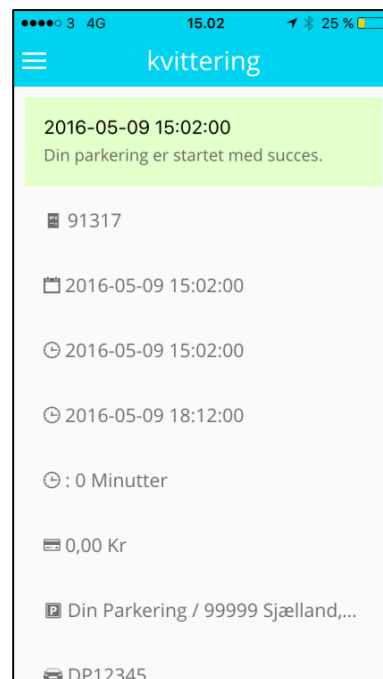 3 4G 15.02 25 %
kvittering
2016-05-09 15:02:00
Din parkering er startet med succes.
91317
2016-05-09 15:02:00
2016-05-09 15:02:00
2016-05-09 18:12:00
: 0 Minutter
0,00 Kr
P Din Parkering / 99999 Sjælland,...
DP12345